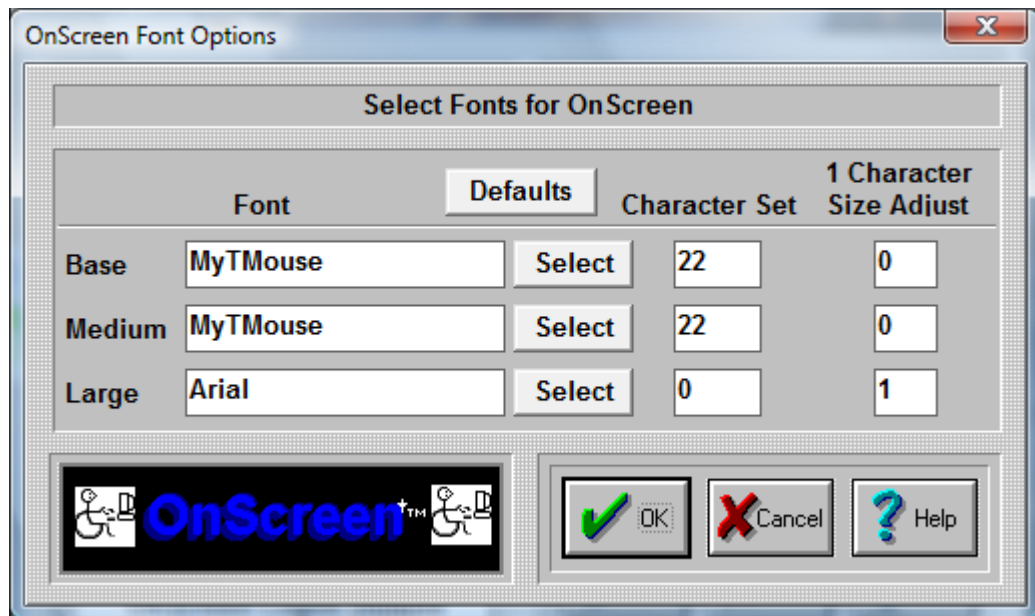 OnScreen Font Options
Select Fonts for OnScreen
Font Defaults Character Set 1 Character Size Adjust
Base MyTMouse Select 22 0
Medium MyTMouse Select 22 0
Large Arial Select 0 1
OnScreen†™ OK Cancel Help